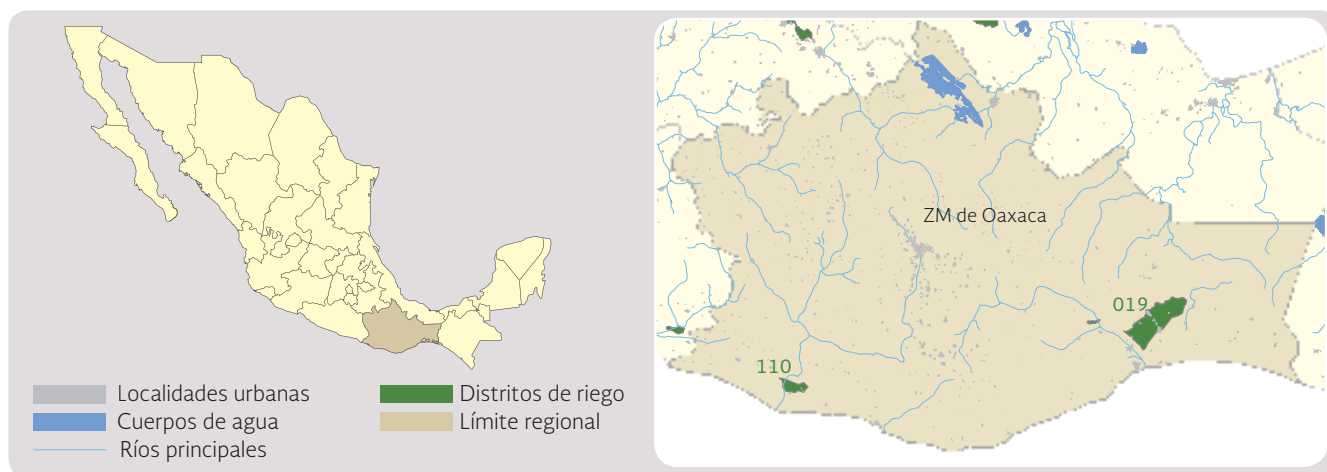 Localidades urbanas
Cuerpos de agua
Ríos principales
Distritos de riego
Límite regional
ZM de Oaxaca
019
110